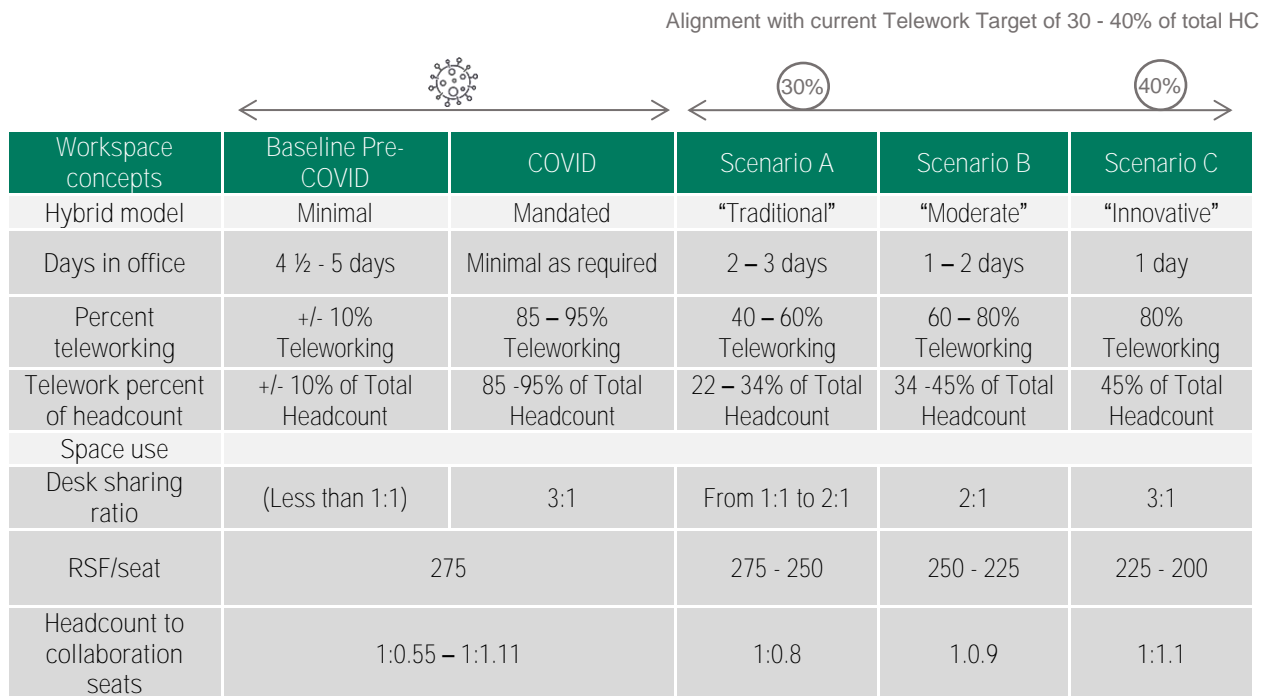 Alignment with current Telework Target of 30 - 40% of total HC
30%
40%
Workspace concepts
Baseline Pre-COVID
COVID
Scenario A
Scenario B
Scenario C
Hybrid model
Minimal
Mandated
“Traditional”
“Moderate”
“Innovative”
Days in office
4 ½ - 5 days
Minimal as required
2 – 3 days
1 – 2 days
1 day
Percent teleworking
+/- 10% Teleworking
85 – 95% Teleworking
40 – 60% Teleworking
60 – 80% Teleworking
80% Teleworking
Telework percent of headcount
+/- 10% of Total Headcount
85 -95% of Total Headcount
22 – 34% of Total Headcount
34 -45% of Total Headcount
45% of Total Headcount
Space use
Desk sharing ratio
(Less than 1:1)
3:1
From 1:1 to 2:1
2:1
3:1
RSF/seat
275
275 - 250
250 - 225
225 - 200
Headcount to collaboration seats
1:0.55 – 1:1.11
1:0.8
1.0.9
1:1.1